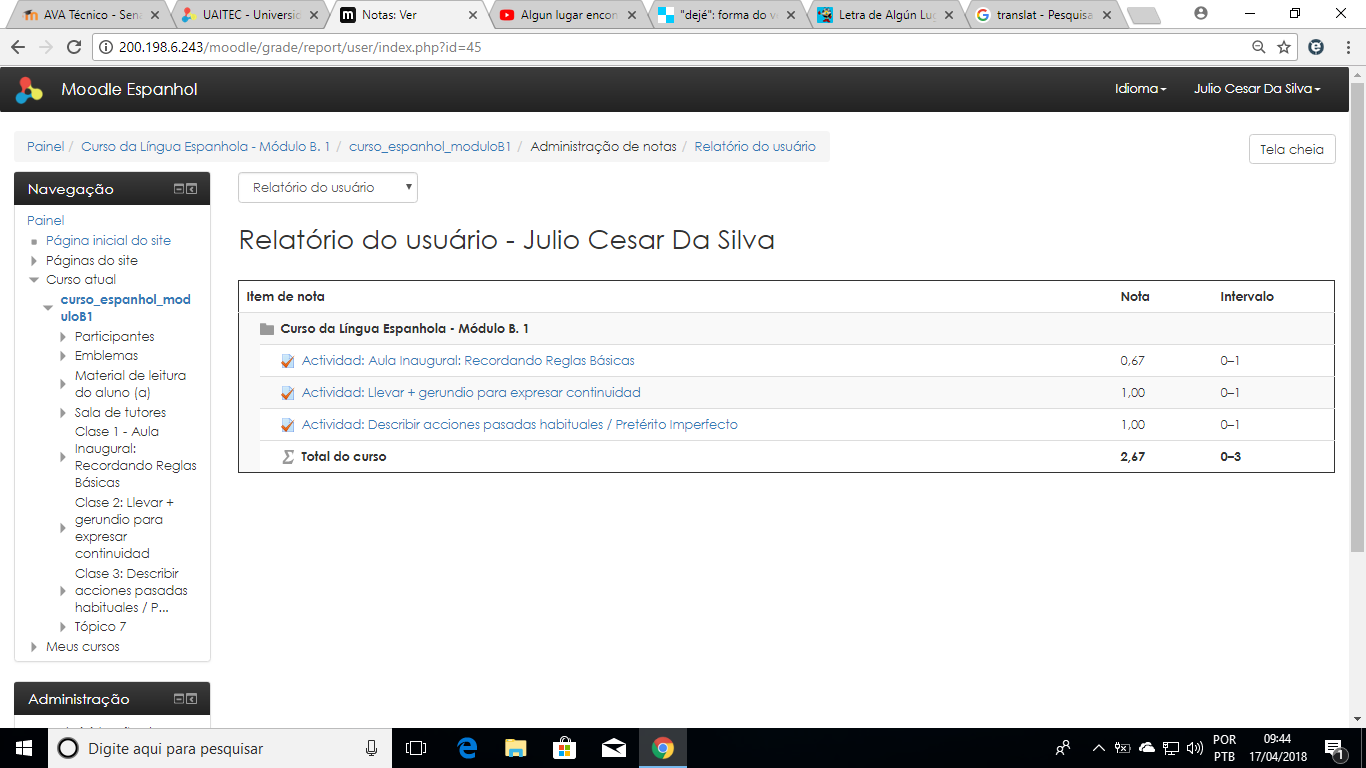 AVA Técnico - Sena
UAITEC - Universid
Notas: Ver
Algun lugar encon
"dejé": forma do v
Letra de Algún Lug
translat - Pesquisa
200.198.6.243/moodle/grade/report/user/index.php?id=45
Moodle Espanhol
Idioma
Julio Cesar Da Silva
Painel / Curso da Língua Espanhola - Módulo B. 1 / curso_espanhol_moduloB1 / Administração de notas / Relatório do usuário
Tela cheia
Navegação
Painel
Página inicial do site
Páginas do site
Curso atual
curso_espanhol_mod
uloB1
Participantes
Emblemas
Material de leitura
do aluno (a)
Sala de tutores
Clase 1 - Aula
Inaugural:
Recordando Reglas
Básicas
Clase 2: Llevar +
gerundio para
expresar
continuidad
Clase 3: Describir
acciones pasadas
habituales / P...
Tópico 7
Meus cursos
Administração
Relatório do usuário
Relatório do usuário - Julio Cesar Da Silva
Item de nota Nota Intervalo
Curso da Língua Espanhola - Módulo B. 1
Actividad: Aula Inaugural: Recordando Reglas Básicas 0,67 0–1
Actividad: Llevar + gerundio para expresar continuidad 1,00 0–1
Actividad: Describir acciones pasadas habituales / Pretérito Imperfecto 1,00 0–1
Total do curso 2,67 0–3
Digite aqui para pesquisar
POR
PTB
09:44
17/04/2018
1